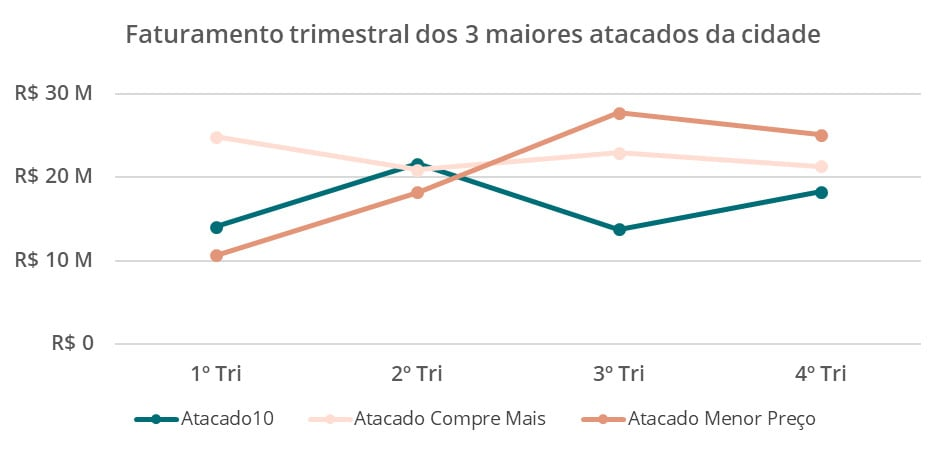 Faturamento trimestral dos 3 maiores atacados da cidade
R$ 30 M
R$ 20 M
R$ 10 M
R$ 0
1º Tri 2º Tri 3º Tri 4º Tri
Atacado10 Atacado Compre Mais Atacado Menor Preço